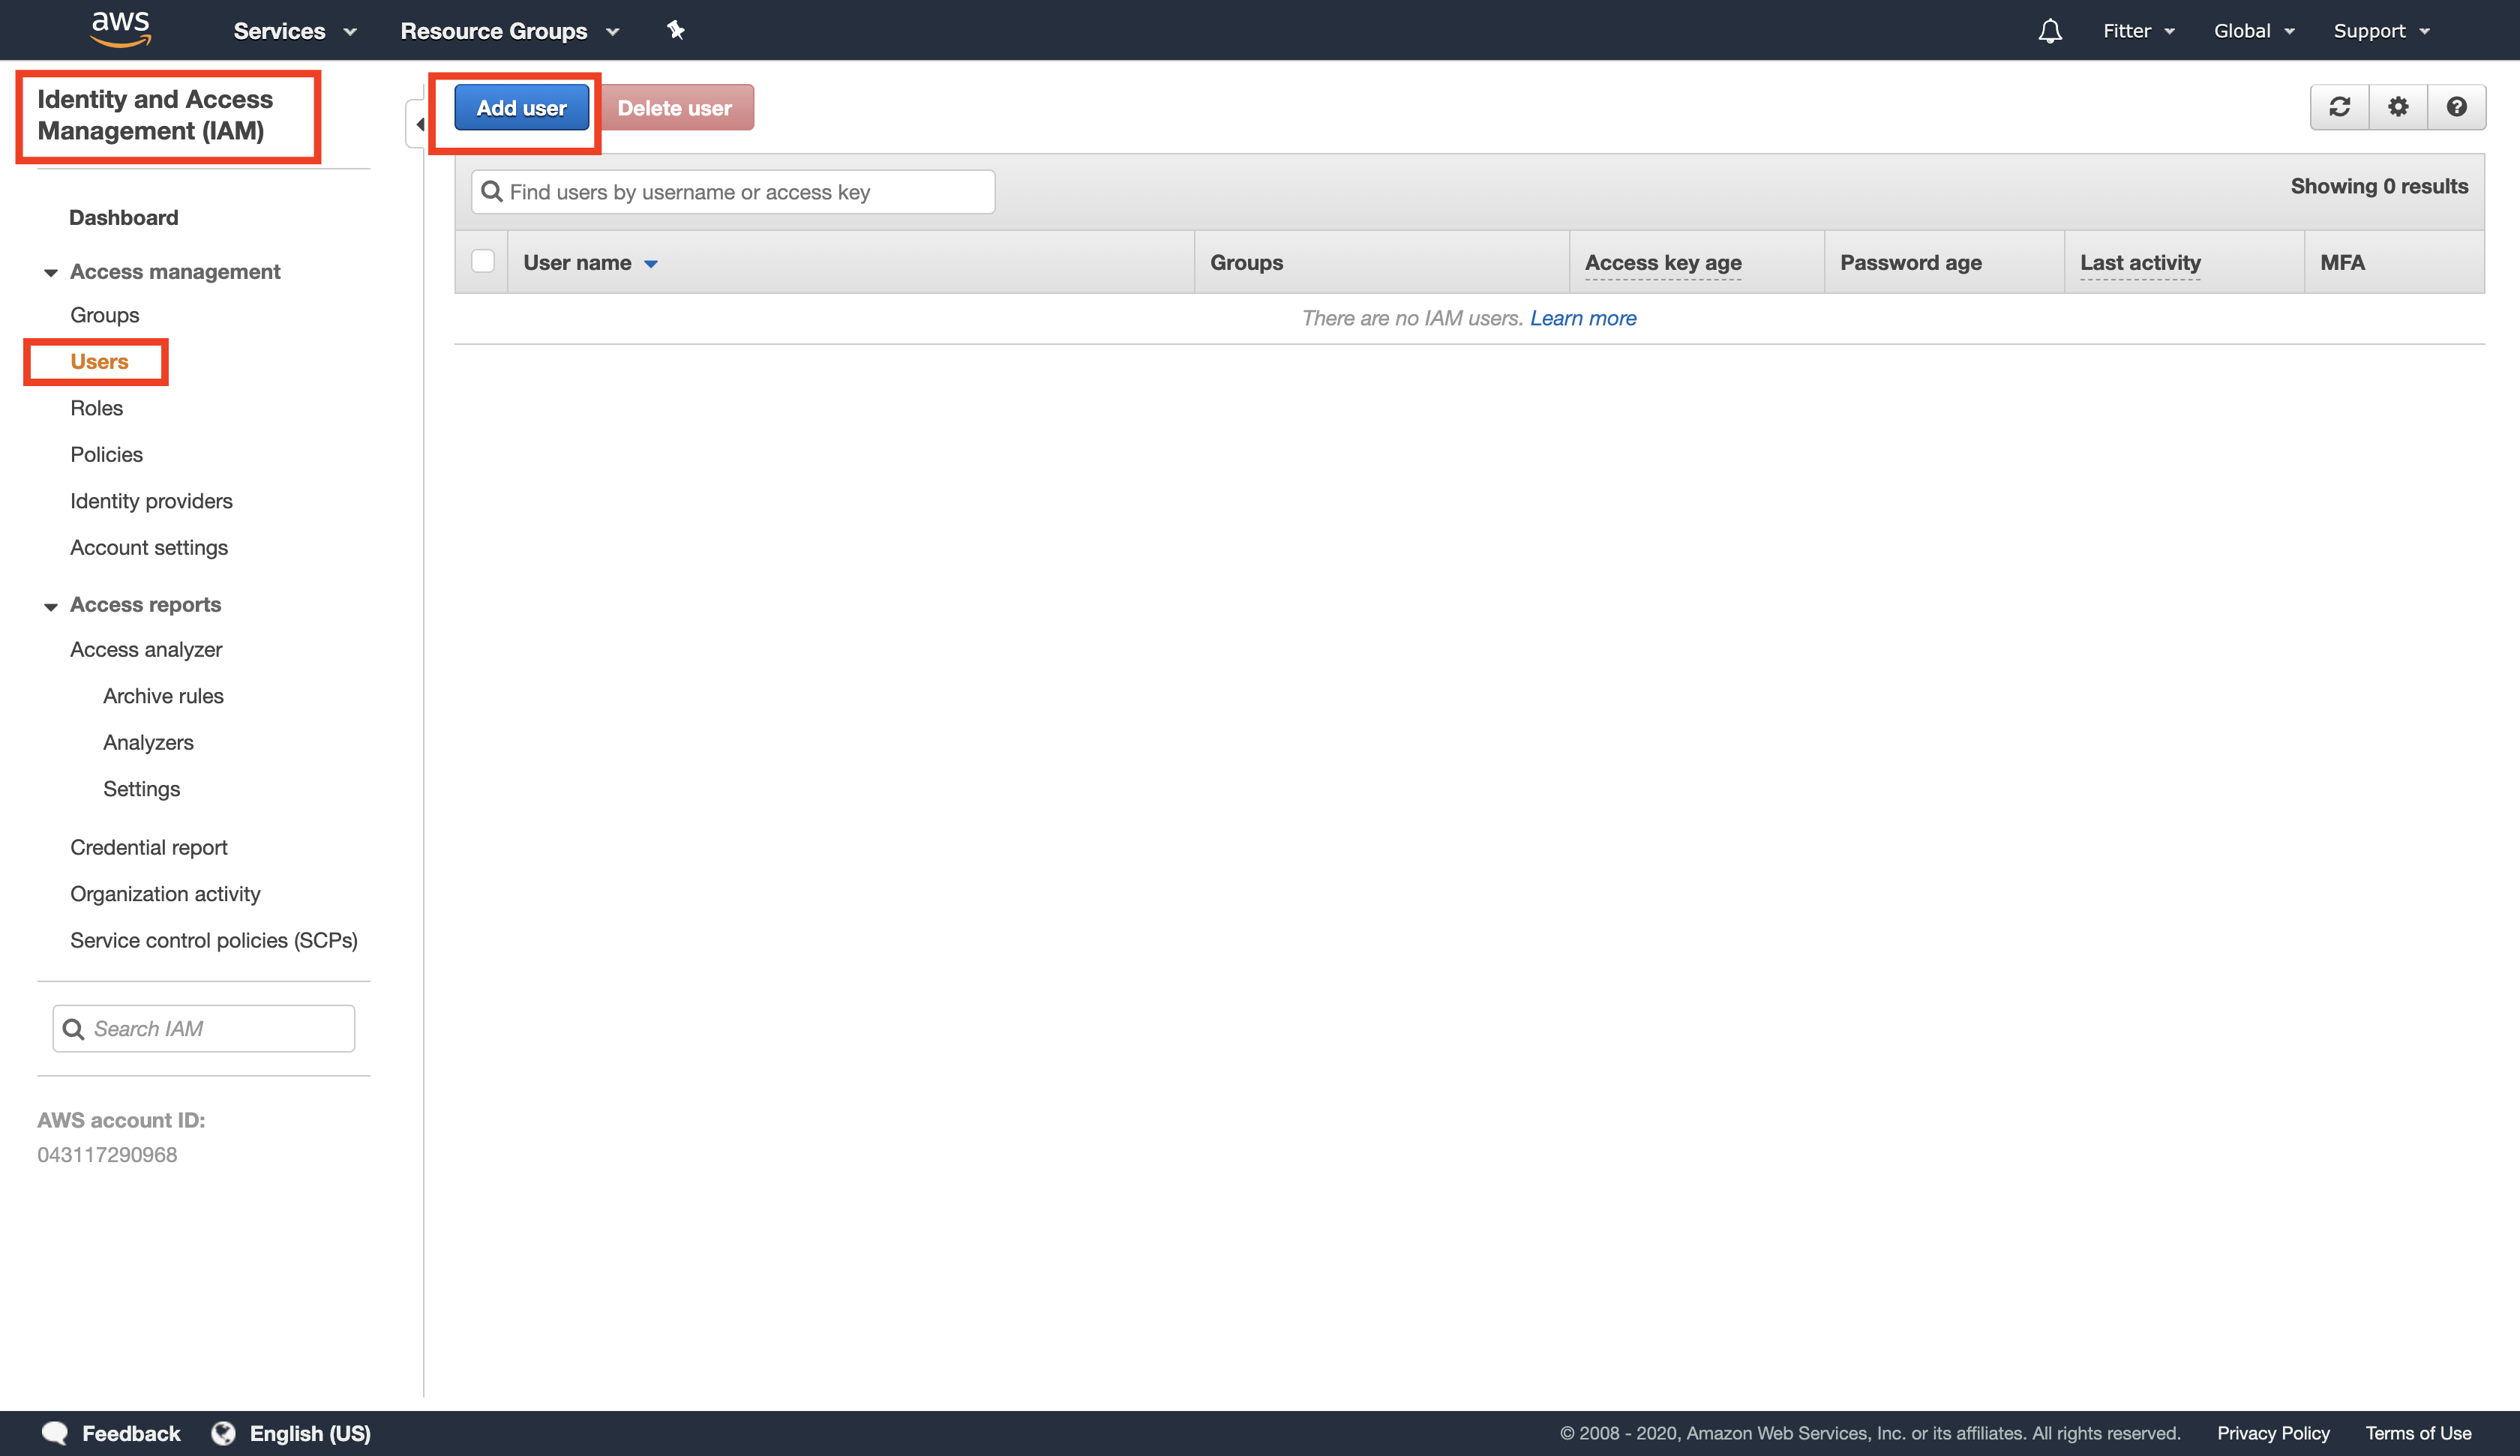 aws
Services
Resource Groups
Fitter
Global
Support
Identity and Access
Management (IAM)
Dashboard
Access management
Groups
Users
Roles
Policies
Identity providers
Account settings
Access reports
Access analyzer
Archive rules
Analyzers
Settings
Credential report
Organization activity
Service control policies (SCPs)
Search IAM
AWS account ID:
043117290968
Add user
Delete user
Find users by username or access key
Showing 0 results
User name
Groups
Access key age
Password age
Last activity
MFA
There are no IAM users. Learn more
Feedback
English (US)
© 2008 - 2020, Amazon Web Services, Inc. or its affiliates. All rights reserved.
Privacy Policy
Terms of Use